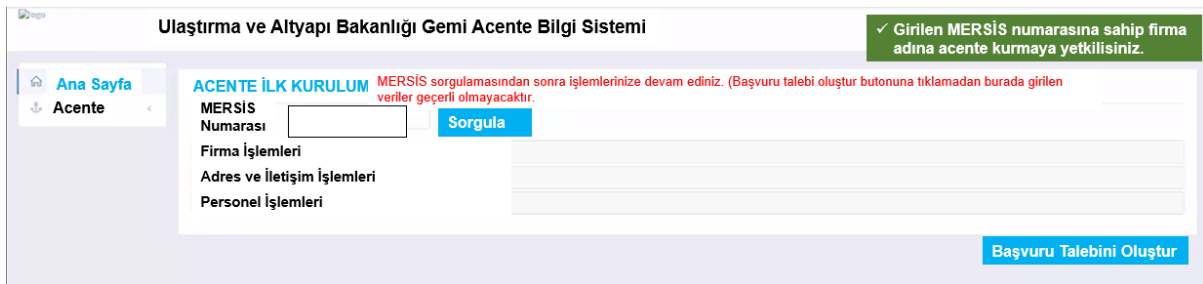 logo
Ulaştırma ve Altyapı Bakanlığı Gemi Acente Bilgi Sistemi
✓ Girilen MERSİS numarasına sahip firma
adına acente kurmaya yetkilisiniz.
Ana Sayfa
Acente
ACENTE İLK KURULUM
MERSİS sorgulamasından sonra işlemlerinize devam ediniz. (Başvuru talebi oluştur butonuna tıklamadan burada girilen
veriler geçerli olmayacaktır.
MERSİS
Numarası
Sorgula
Firma İşlemleri
Adres ve İletişim İşlemleri
Personel İşlemleri
Başvuru Talebini Oluştur